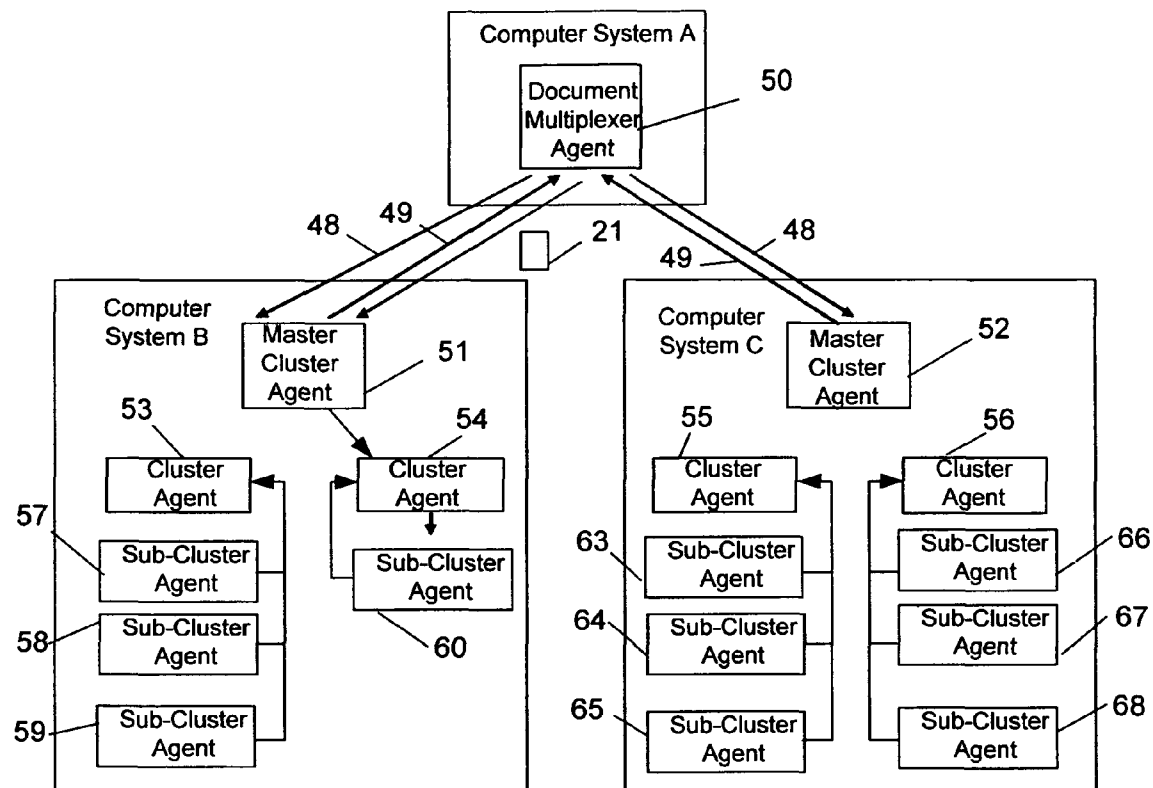 Computer System A
Document
Multiplexer
Agent
50
48
49
21
48
49
Computer
System B
Master
Cluster
Agent
51
Computer
System C
Master
Cluster
Agent
52
53
Cluster
Agent
54
Cluster
Agent
55
Cluster
Agent
56
Cluster
Agent
57
Sub-Cluster
Agent
58
Sub-Cluster
Agent
59
Sub-Cluster
Agent
Sub-Cluster
Agent
60
63
Sub-Cluster
Agent
64
Sub-Cluster
Agent
65
Sub-Cluster
Agent
Sub-Cluster
Agent
66
Sub-Cluster
Agent
67
Sub-Cluster
Agent
68